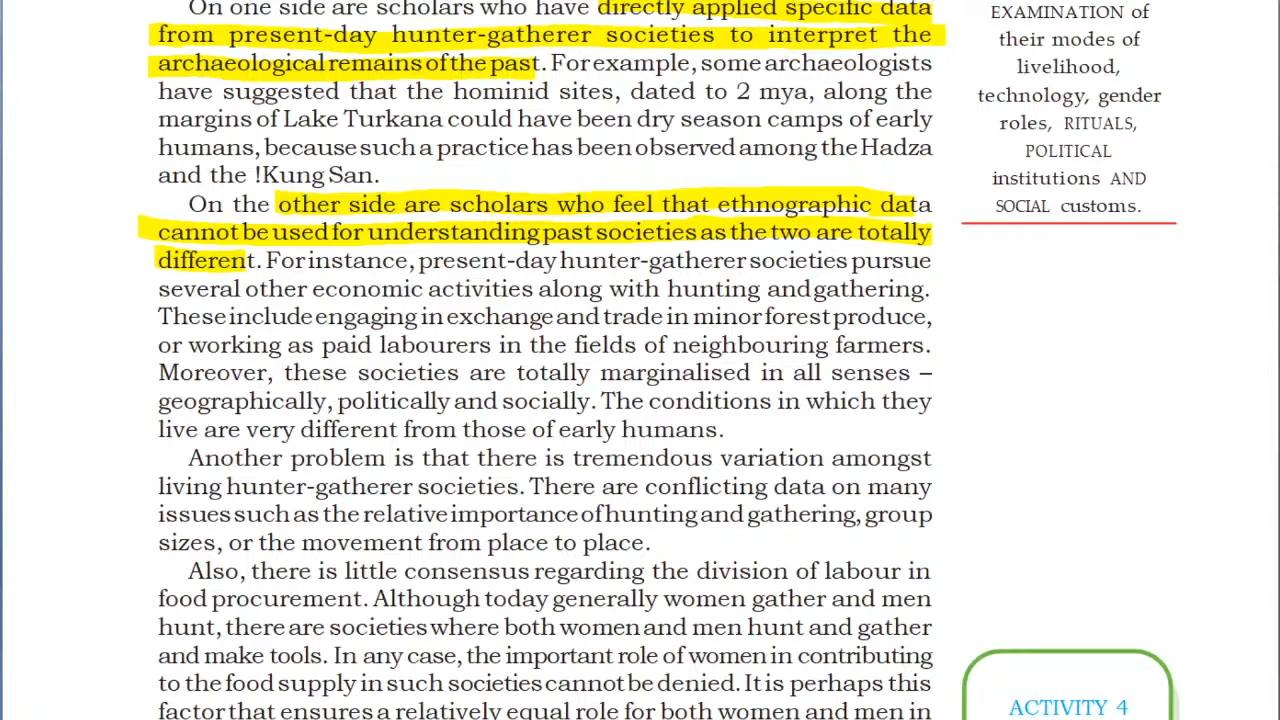 On one side are scholars who have directly applied specific data
from present-day hunter-gatherer societies to interpret the
archaeological remains of the past. For example, some archaeologists
have suggested that the hominid sites, dated to 2 mya, along the
margins of Lake Turkana could have been dry season camps of early
humans, because such a practice has been observed among the Hadza
and the !Kung San.
On the other side are scholars who feel that ethnographic data
cannot be used for understanding past societies as the two are totally
different. For instance, present-day hunter-gatherer societies pursue
several other economic activities along with hunting and gathering.
These include engaging in exchange and trade in minor forest produce,
or working as paid labourers in the fields of neighbouring farmers.
Moreover, these societies are totally marginalised in all senses –
geographically, politically and socially. The conditions in which they
live are very different from those of early humans.
Another problem is that there is tremendous variation amongst
living hunter-gatherer societies. There are conflicting data on many
issues such as the relative importance of hunting and gathering, group
sizes, or the movement from place to place.
Also, there is little consensus regarding the division of labour in
food procurement. Although today generally women gather and men
hunt, there are societies where both women and men hunt and gather
and make tools. In any case, the important role of women in contributing
to the food supply in such societies cannot be denied. It is perhaps this
factor that ensures a relatively equal role for both women and men in
EXAMINATION of
their modes of
livelihood,
technology, gender
roles, RITUALS,
POLITICAL
institutions AND
SOCIAL customs.
ACTIVITY 4